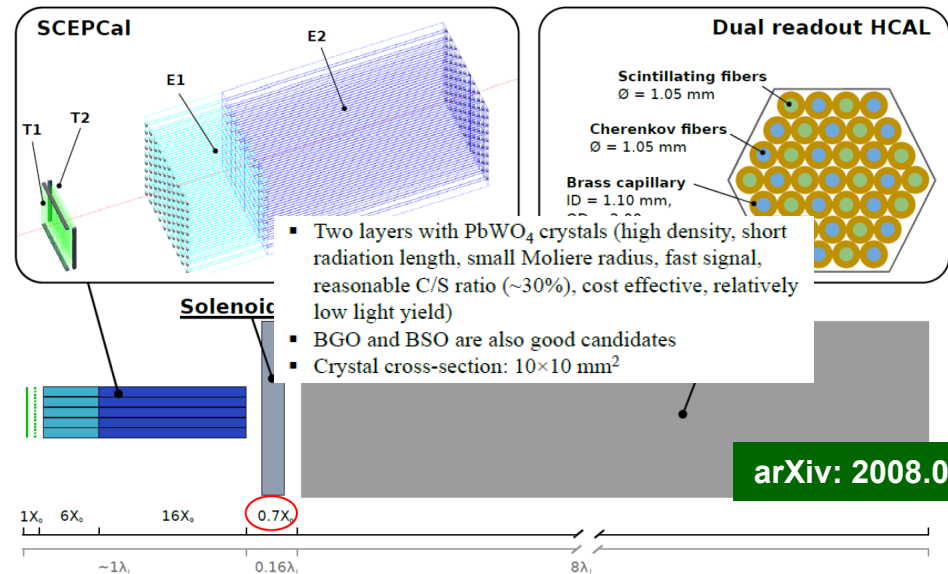 SCEPCal
E2
E1
T1
T2
Dual readout HCAL
Scintillating fibers
Ø = 1.05 mm
Cherenkov fibers
Ø = 1.05 mm
Brass capillary
ID = 1.10 mm,
▪ Two layers with PbWO₄ crystals (high density, short
radiation length, small Moliere radius, fast signal,
reasonable C/S ratio (~30%), cost effective, relatively
low light yield)
▪ BGO and BSO are also good candidates
▪ Crystal cross-section: 10×10 mm²
Solenoid
arXiv: 2008.0
1X₀ 6X₀ 16X₀ 0.7X₀
~1λᵢ 0.16λᵢ 8λᵢ